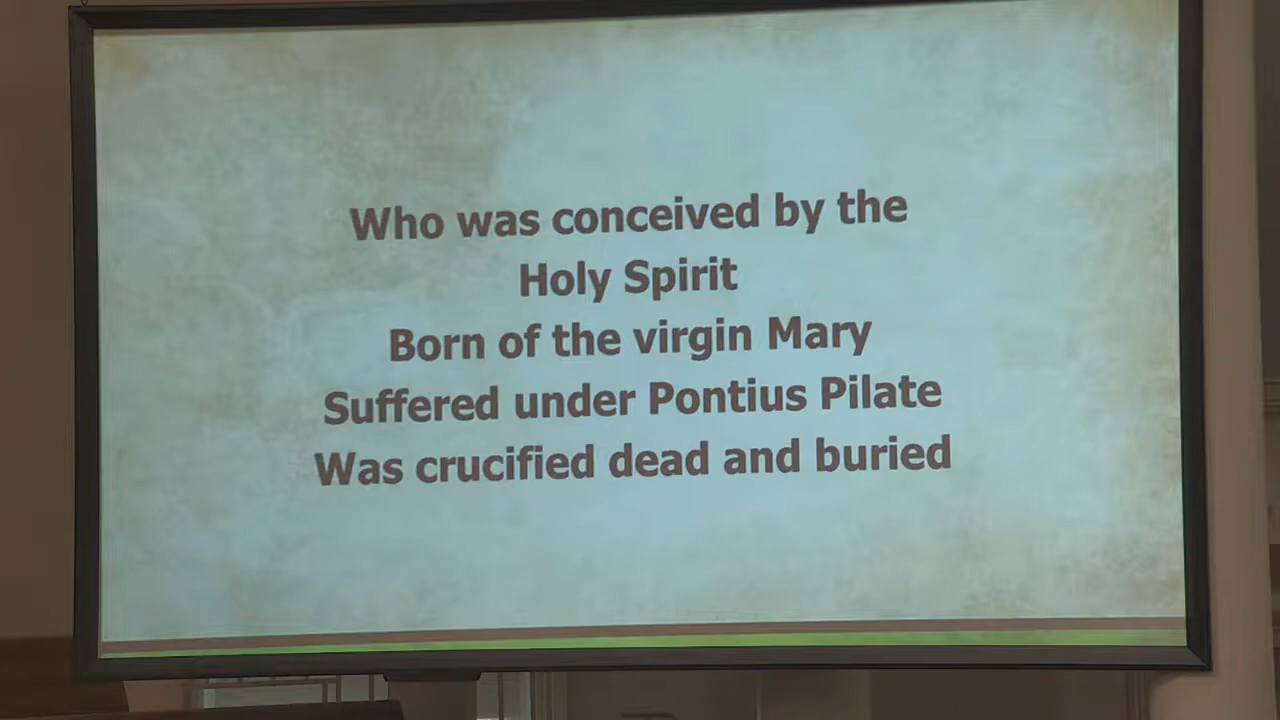 Who was conceived by the
Holy Spirit
Born of the virgin Mary
Suffered under Pontius Pilate
Was crucified dead and buried